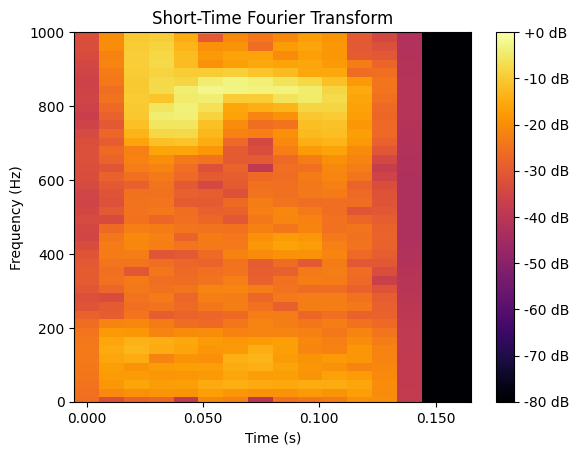 Short-Time Fourier Transform
1000
800
600
400
200
0
Frequency (Hz)
0.000
0.050
0.100
0.150
Time (s)
+0 dB
-10 dB
-20 dB
-30 dB
-40 dB
-50 dB
-60 dB
-70 dB
-80 dB